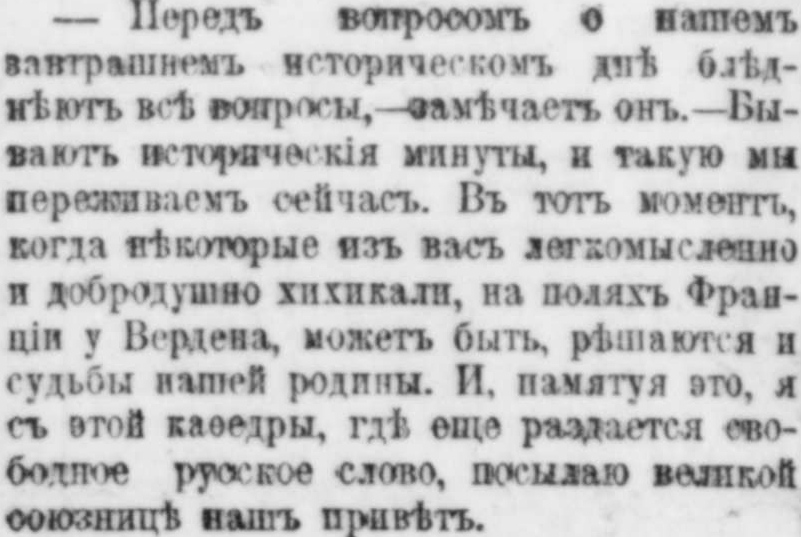 — Передъ вопросомъ о нашемъ
завтрашнемъ историческомъ днѣ блѣд-
нѣютъ всѣ вопросы,—замѣчаетъ онъ.—Бы-
ваютъ историческія минуты, и такую мы
переживаемъ сейчасъ. Въ тотъ моментъ,
когда нѣкоторые изъ васъ легкомысленно
и добродушно хихикали, на поляхъ Фран-
ціи у Вердена, можетъ быть, рѣшаются и
судьбы нашей родины. И, памятуя это, я
съ этой каѳедры, гдѣ еще раздается сво-
бодное русское слово, посылаю великой
союзницѣ нашъ привѣтъ.